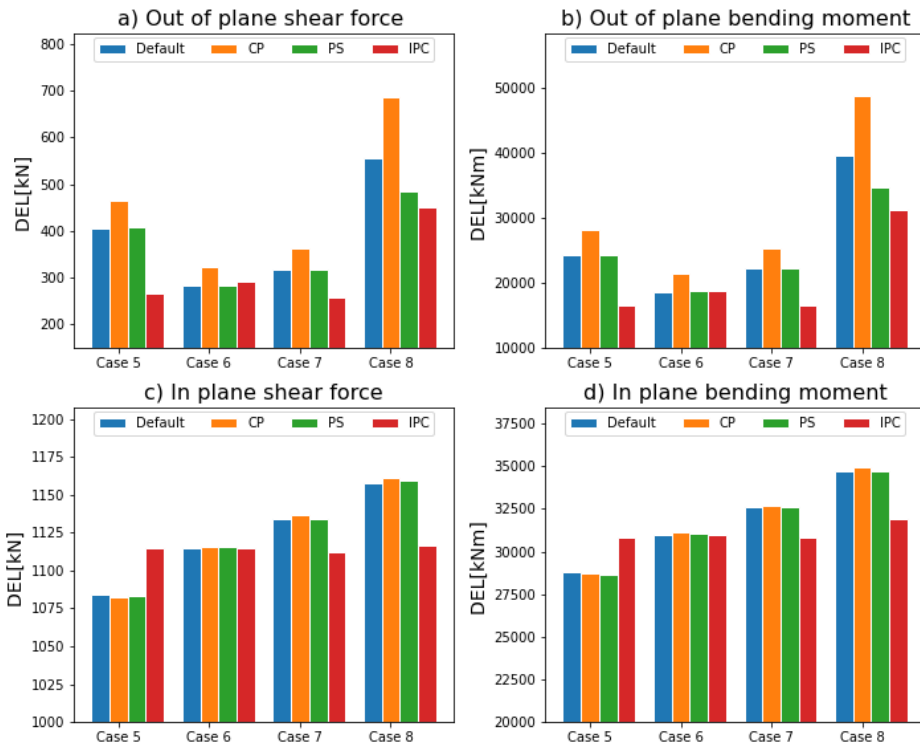 a) Out of plane shear force
Default CP PS IPC
DEL[kN]
800
700
600
500
400
300
200
Case 5 Case 6 Case 7 Case 8
b) Out of plane bending moment
Default CP PS IPC
DEL[kNm]
50000
40000
30000
20000
10000
Case 5 Case 6 Case 7 Case 8
c) In plane shear force
Default CP PS IPC
DEL[kN]
1200
1175
1150
1125
1100
1075
1050
1025
1000
Case 5 Case 6 Case 7 Case 8
d) In plane bending moment
Default CP PS IPC
DEL[kNm]
37500
35000
32500
30000
27500
25000
22500
20000
Case 5 Case 6 Case 7 Case 8